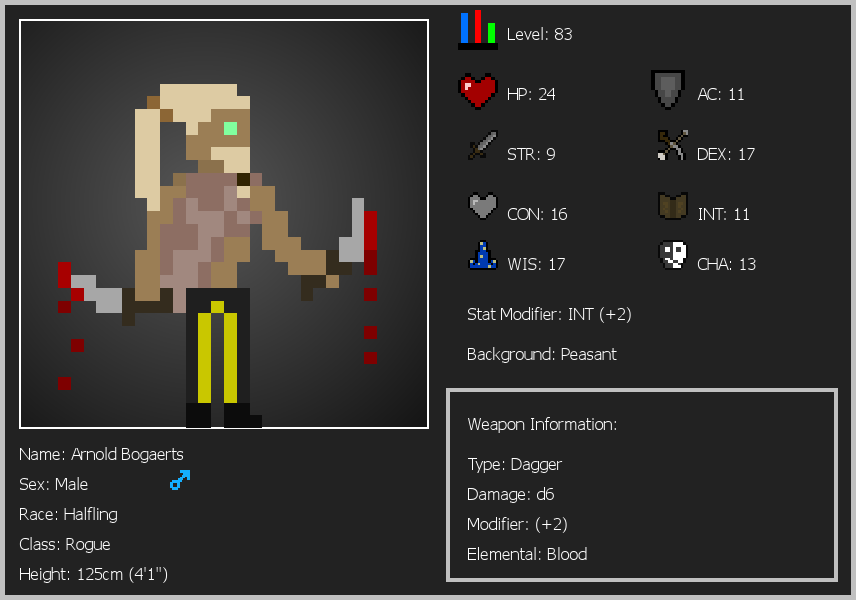 Level: 83
HP: 24
AC: 11
STR: 9
DEX: 17
CON: 16
INT: 11
WIS: 17
CHA: 13
Stat Modifier: INT (+2)
Background: Peasant
Weapon Information:
Type: Dagger
Damage: d6
Modifier: (+2)
Elemental: Blood
Name: Arnold Bogaerts
Sex: Male
Race: Halfling
Class: Rogue
Height: 125cm (4'1")